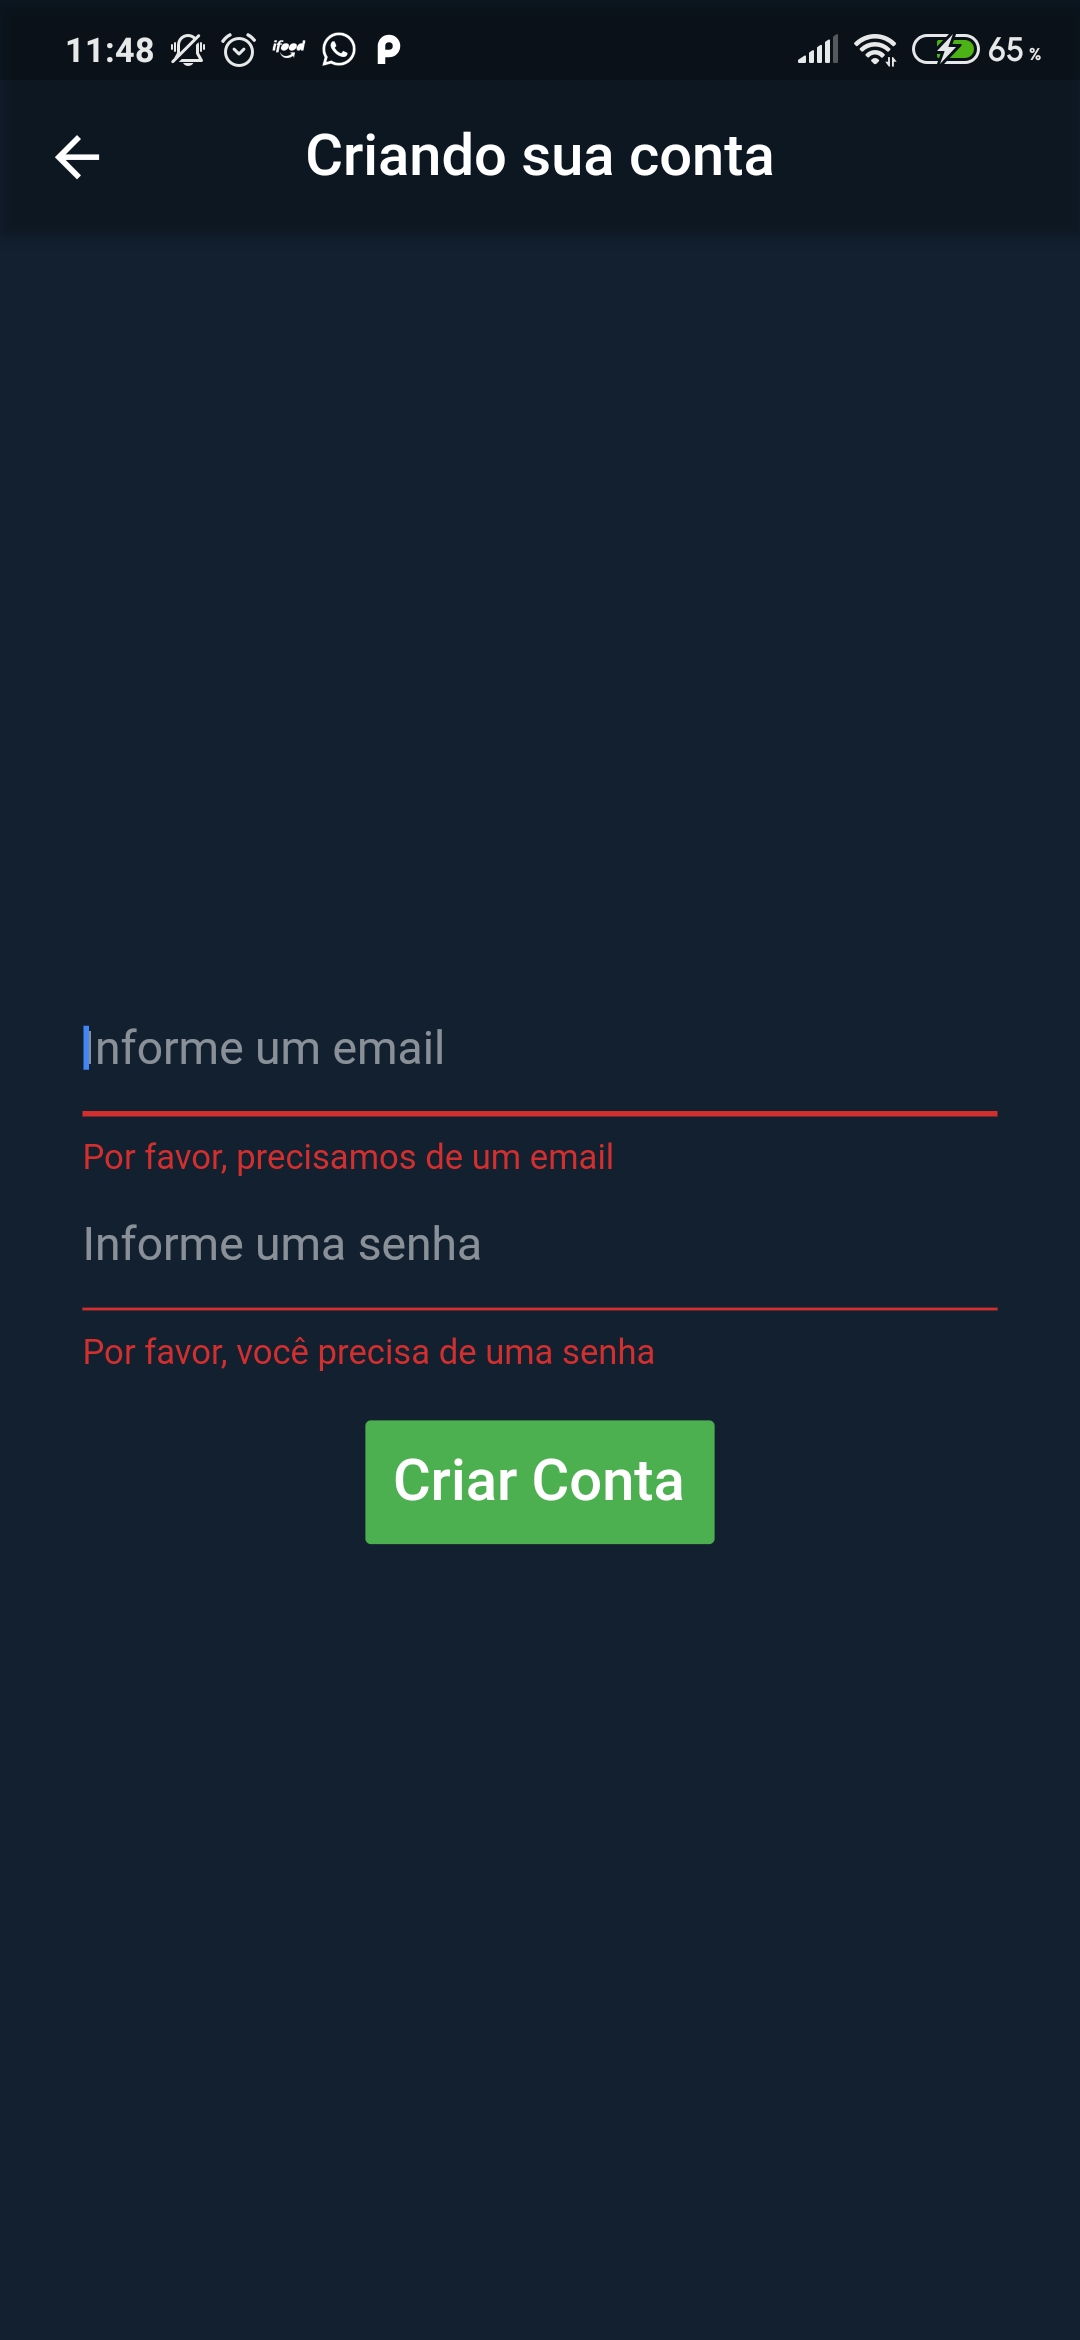 11:48 ifood 65 %
Criando sua conta
Informe um email
Por favor, precisamos de um email
Informe uma senha
Por favor, você precisa de uma senha
Criar Conta